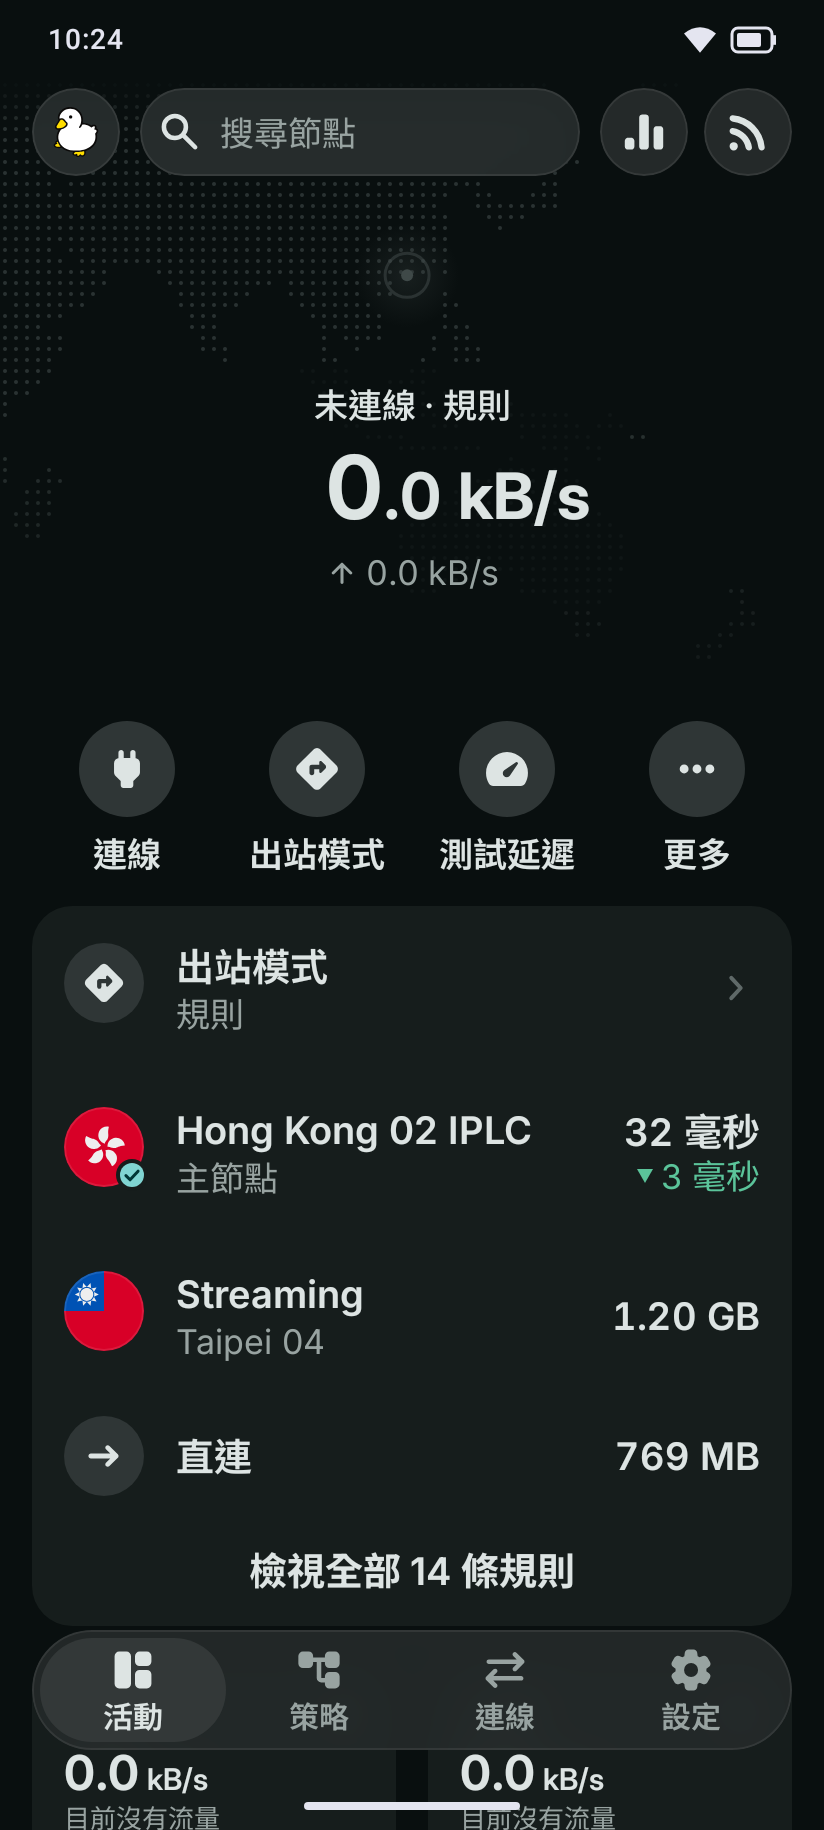 10:24
搜尋節點
未連線 · 規則
0.0 kB/s
↑ 0.0 kB/s
連線
出站模式
測試延遲
更多
出站模式
規則
Hong Kong 02 IPLC
32 毫秒
主節點
▼3 毫秒
Streaming
1.20 GB
Taipei 04
直連
769 MB
檢視全部 14 條規則
活動
策略
連線
設定
0.0 kB/s
0.0 kB/s
目前沒有流量
目前沒有流量